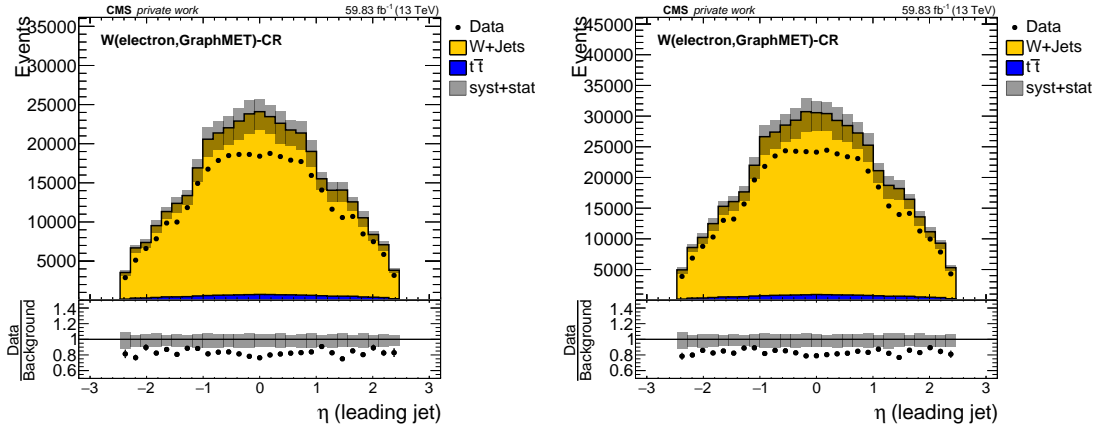 CMS private work 59.83 fb⁻¹ (13 TeV)
W(electron,GraphMET)-CR
Events
35000
30000
25000
20000
15000
10000
5000
Data
W+Jets
tt̅
syst+stat
Data
Background
1.4
1.2
1
0.8
0.6
−3 −2 −1 0 1 2 3
η (leading jet)
CMS private work 59.83 fb⁻¹ (13 TeV)
W(electron,GraphMET)-CR
Events
45000
40000
35000
30000
25000
20000
15000
10000
5000
Data
W+Jets
tt̅
syst+stat
Data
Background
1.4
1.2
1
0.8
0.6
−3 −2 −1 0 1 2 3
η (leading jet)